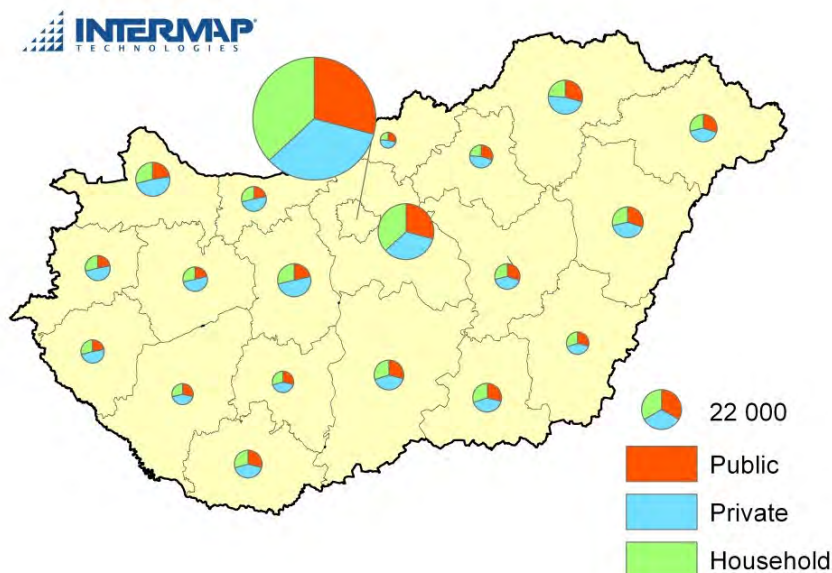 INTERMAP
TECHNOLOGIES
22 000
Public
Private
Household